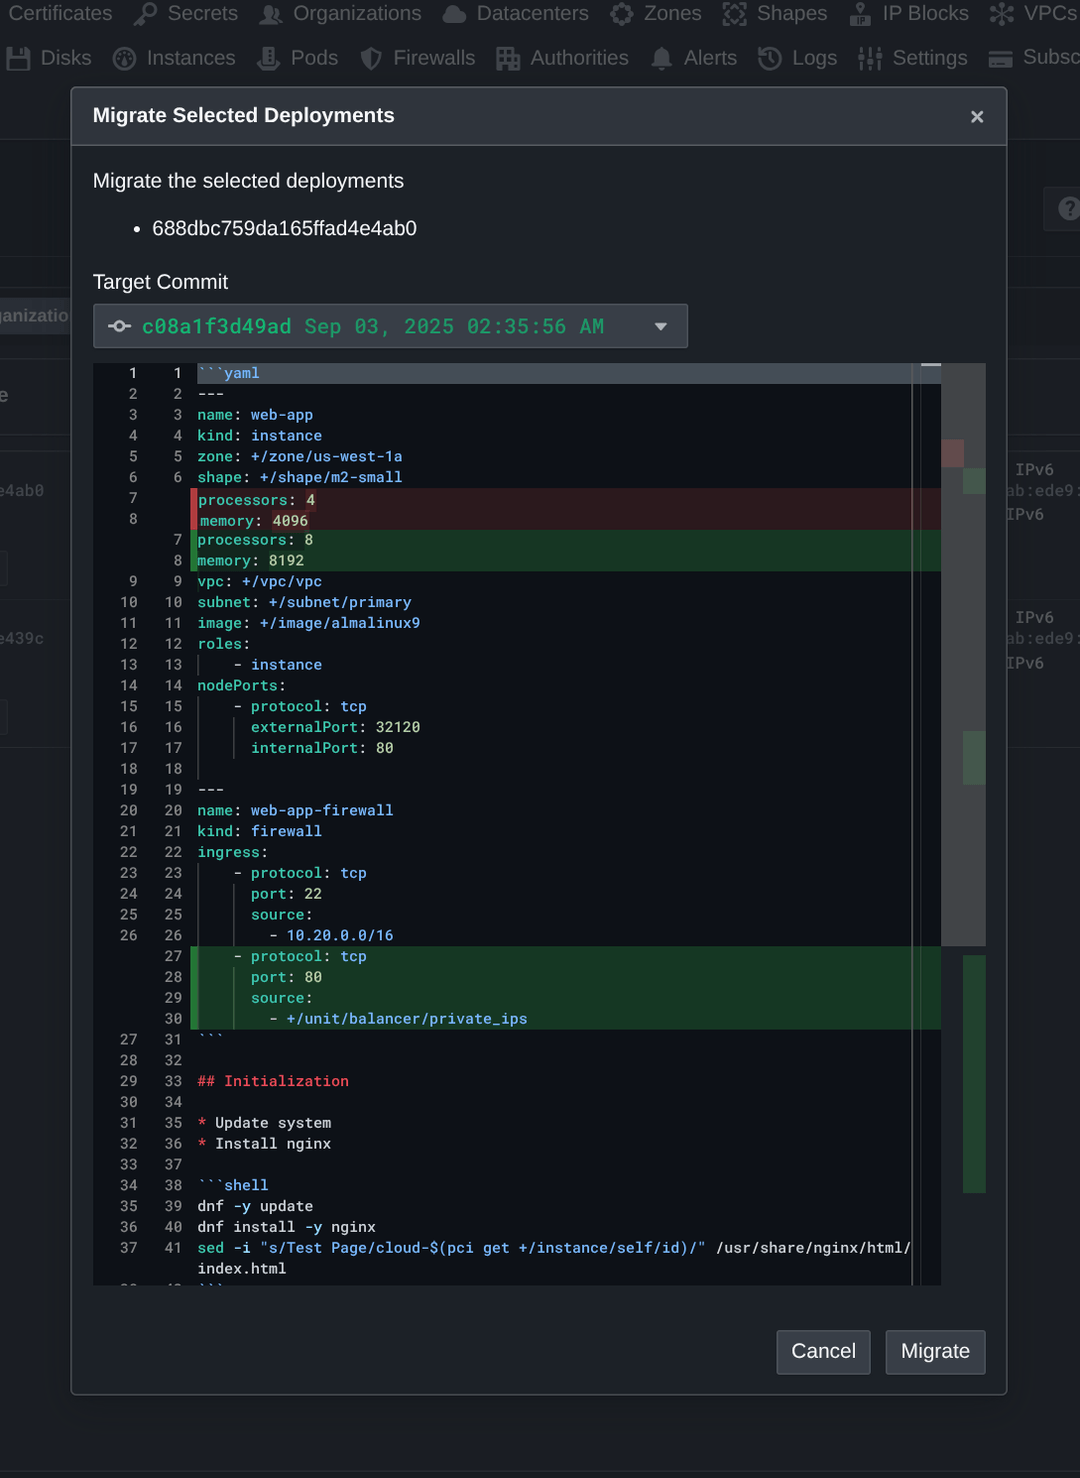 Certificates Secrets Organizations Datacenters Zones Shapes IP Blocks VPCs
Disks Instances Pods Firewalls Authorities Alerts Logs Settings Subsc
Migrate Selected Deployments ×
Migrate the selected deployments
• 688dbc759da165ffad4e4ab0
Target Commit
c08a1f3d49ad Sep 03, 2025 02:35:56 AM
ganizatio
e
e4ab0
e439c
IPv6
ab:ede9:
IPv6
IPv6
ab:ede9:
IPv6
1 1 ```yaml
2 2 ---
3 3 name: web-app
4 4 kind: instance
5 5 zone: +/zone/us-west-1a
6 6 shape: +/shape/m2-small
7 processors: 4
8 memory: 4096
7 processors: 8
8 memory: 8192
9 9 vpc: +/vpc/vpc
10 10 subnet: +/subnet/primary
11 11 image: +/image/almalinux9
12 12 roles:
13 13 - instance
14 14 nodePorts:
15 15 - protocol: tcp
16 16 externalPort: 32120
17 17 internalPort: 80
18 18
19 19 ---
20 20 name: web-app-firewall
21 21 kind: firewall
22 22 ingress:
23 23 - protocol: tcp
24 24 port: 22
25 25 source:
26 26 - 10.20.0.0/16
27 - protocol: tcp
28 port: 80
29 source:
30 - +/unit/balancer/private_ips
27 31 ```
28 32
29 33 ## Initialization
30 34
31 35 * Update system
32 36 * Install nginx
33 37
34 38 ```shell
35 39 dnf -y update
36 40 dnf install -y nginx
37 41 sed -i "s/Test Page/cloud-$(pci get +/instance/self/id)/" /usr/share/nginx/html/
index.html
Cancel Migrate